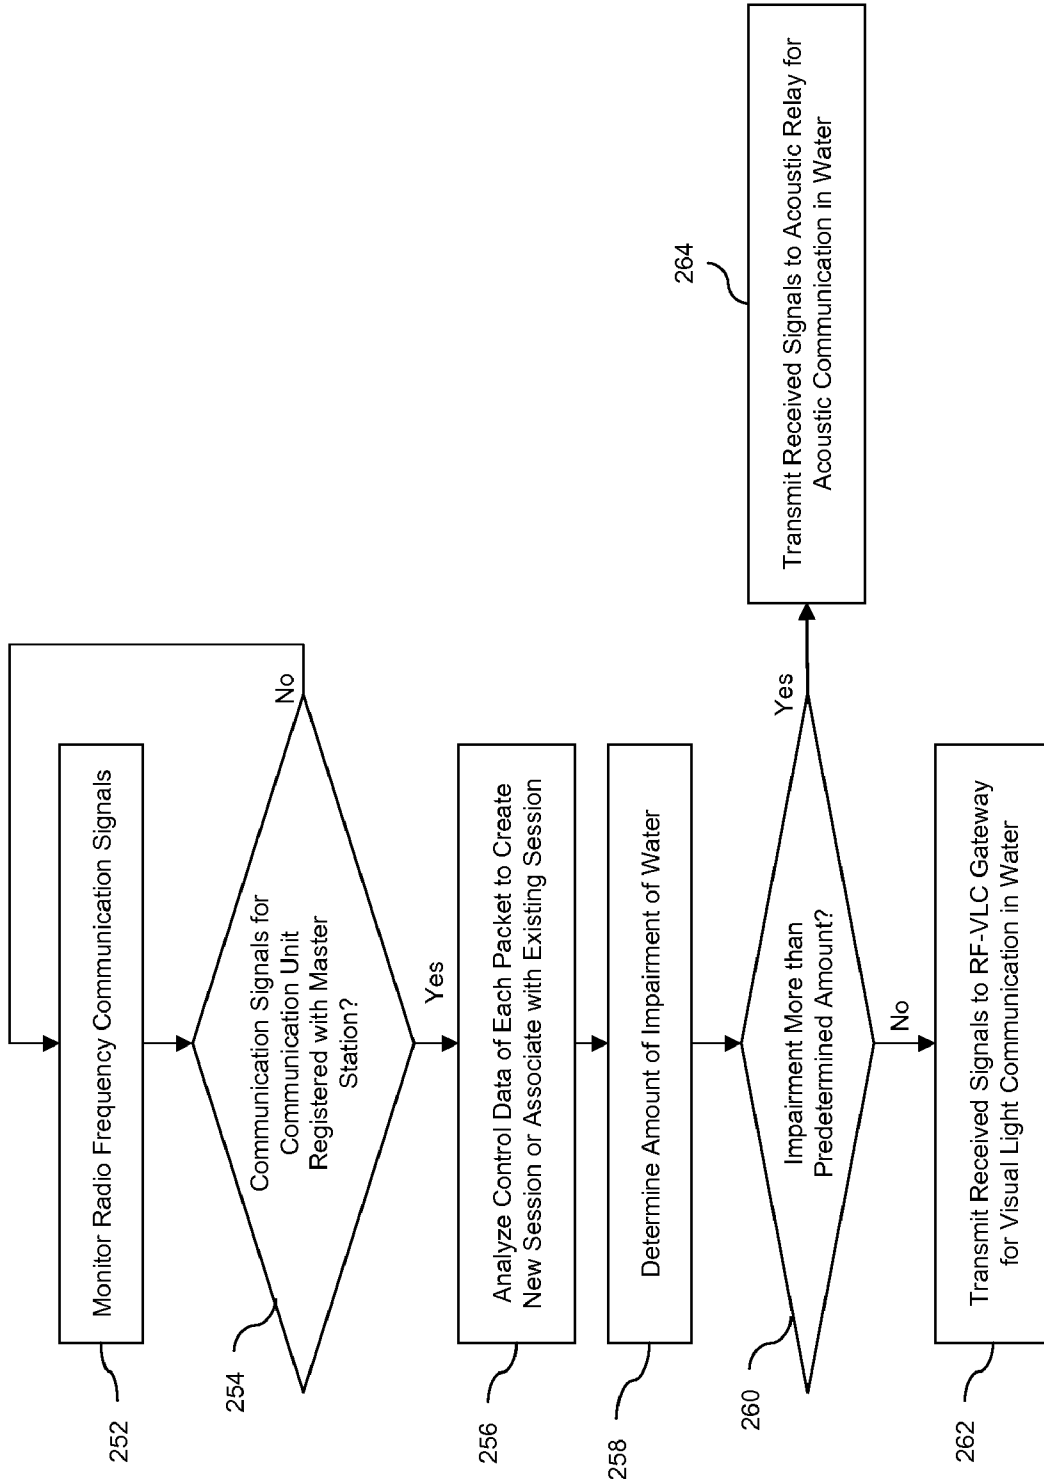 252
Monitor Radio Frequency Communication Signals
254
Communication Signals for
Communication Unit
Registered with Master
Station?
No
Yes
256
Analyze Control Data of Each Packet to Create
New Session or Associate with Existing Session
258
Determine Amount of Impairment of Water
260
Impairment More than
Predetermined Amount?
Yes
264
Transmit Received Signals to Acoustic Relay for
Acoustic Communication in Water
No
262
Transmit Received Signals to RF-VLC Gateway
for Visual Light Communication in Water